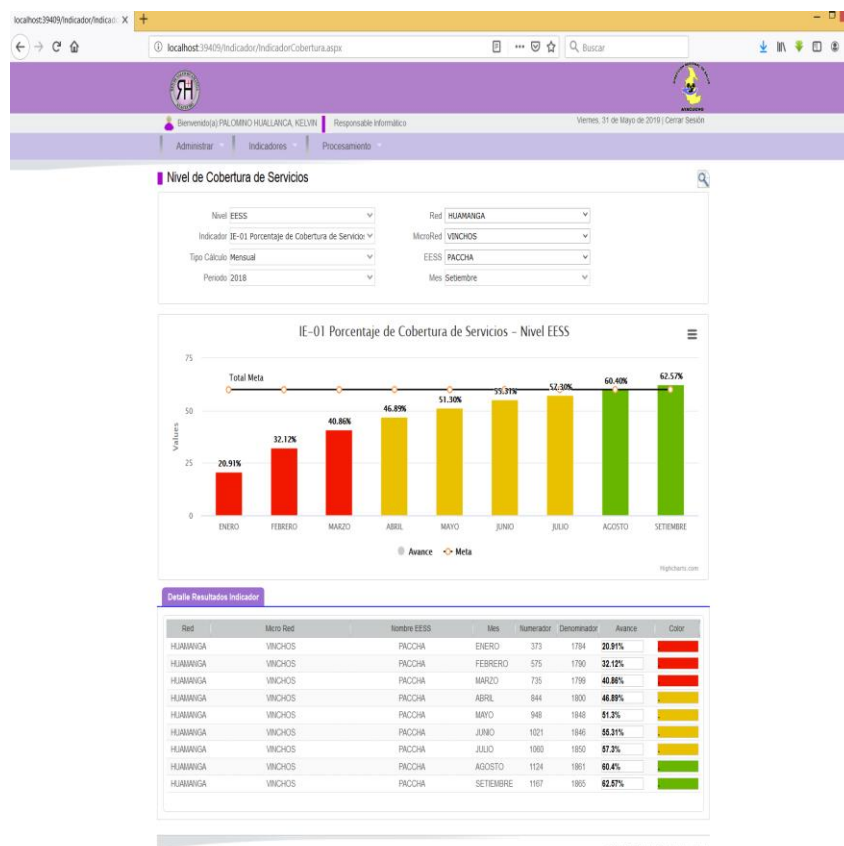 localhost:39409/Indicador/Indicad
localhost:39409/Indicador/IndicadorCobertura.aspx
Buscar
RH
AYACUCHO
Bienvenido(a) PALOMINO HUALLANCA, KELVIN
Responsable Informático
Viernes, 31 de Mayo de 2019 | Cerrar Sesión
Administrar
Indicadores
Procesamiento
Nivel de Cobertura de Servicios
Nivel EESS
Red HUAMANGA
Indicador IE-01 Porcentaje de Cobertura de Servicio:
MicroRed VINCHOS
Tipo Cálculo Mensual
EESS PACCHA
Periodo 2018
Mes Setiembre
IE-01 Porcentaje de Cobertura de Servicios - Nivel EESS
75
50
25
0
Values
Total Meta
20.91%
32.12%
40.86%
46.89%
51.30%
55.31%
57.30%
60.40%
62.57%
ENERO FEBRERO MARZO ABRIL MAYO JUNIO JULIO AGOSTO SETIEMBRE
Avance Meta
Highcharts.com
Detalle Resultados Indicador
Red Micro Red Nombre EESS Mes Numerador Denominador Avance Color
HUAMANGA VINCHOS PACCHA ENERO 373 1784 20.91%
HUAMANGA VINCHOS PACCHA FEBRERO 575 1790 32.12%
HUAMANGA VINCHOS PACCHA MARZO 735 1799 40.86%
HUAMANGA VINCHOS PACCHA ABRIL 844 1800 46.89%
HUAMANGA VINCHOS PACCHA MAYO 948 1848 51.3%
HUAMANGA VINCHOS PACCHA JUNIO 1021 1846 55.31%
HUAMANGA VINCHOS PACCHA JULIO 1060 1850 57.3%
HUAMANGA VINCHOS PACCHA AGOSTO 1124 1861 60.4%
HUAMANGA VINCHOS PACCHA SETIEMBRE 1167 1865 62.57%